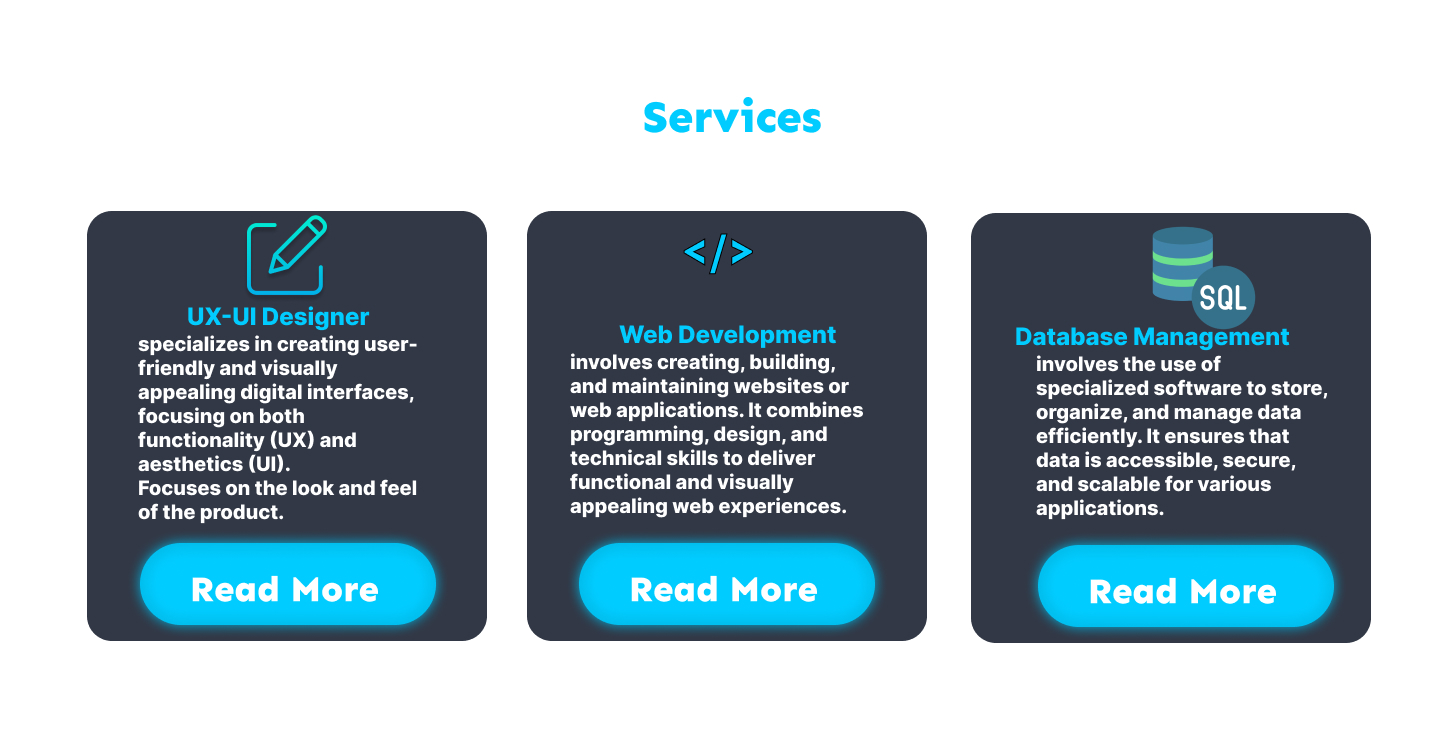 Services
UX-UI Designer
specializes in creating user-
friendly and visually
appealing digital interfaces,
focusing on both
functionality (UX) and
aesthetics (UI).
Focuses on the look and feel
of the product.
Read More
</>
Web Development
involves creating, building,
and maintaining websites or
web applications. It combines
programming, design, and
technical skills to deliver
functional and visually
appealing web experiences.
Read More
SQL
Database Management
involves the use of
specialized software to store,
organize, and manage data
efficiently. It ensures that
data is accessible, secure,
and scalable for various
applications.
Read More